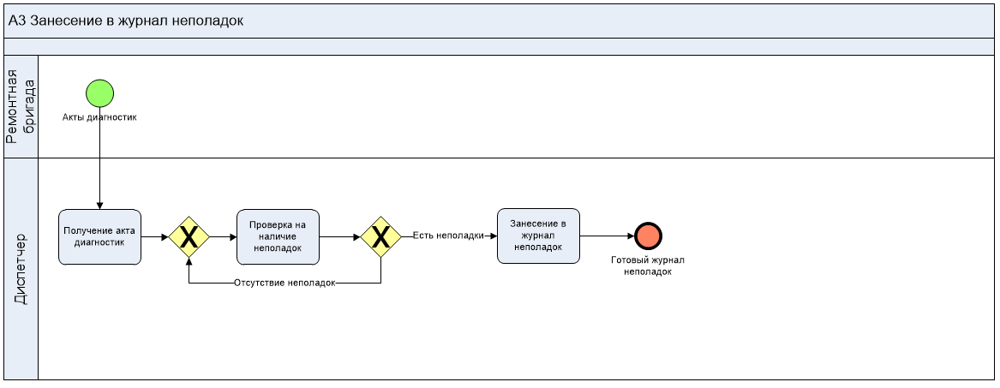 А3 Занесение в журнал неполадок
Ремонтная
бригада
Акты диагностик
Диспетчер
Получение акта
диагностик
X
Проверка на
наличие
неполадок
X
Есть неполадки
Занесение в
журнал
неполадок
Готовый журнал
неполадок
Отсутствие неполадок